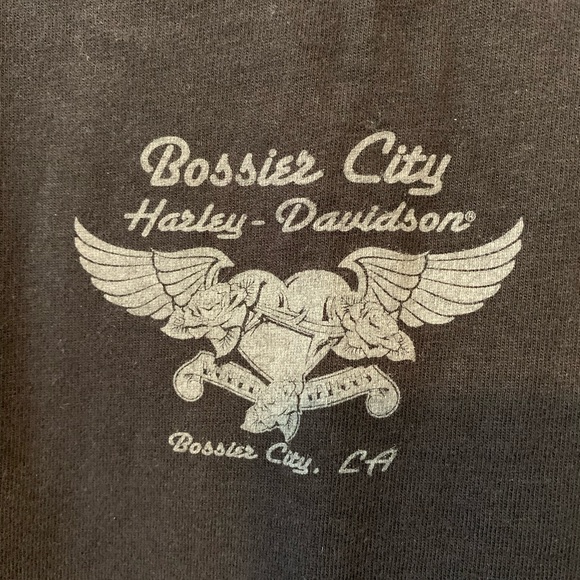 Bossier City
Harley-Davidson®
Bossier City, LA